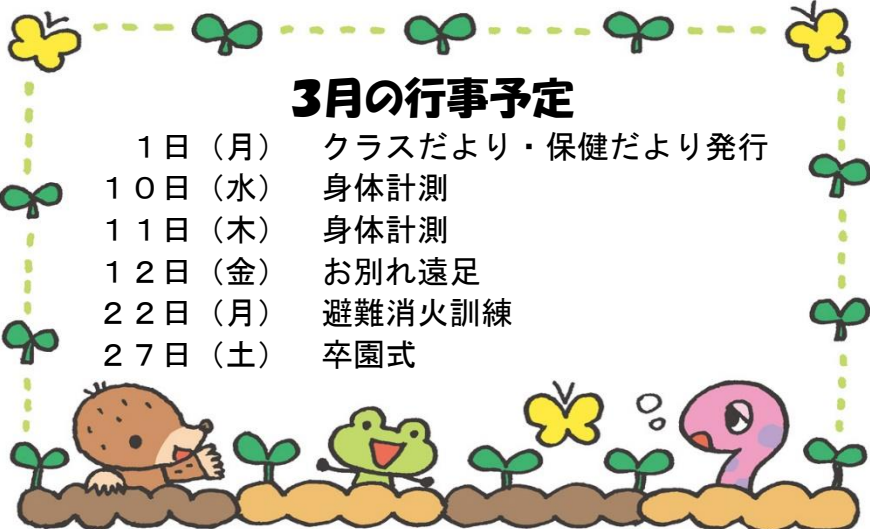 3月の行事予定
1日（月）　クラスだより・保健だより発行
１０日（水）　身体計測
１１日（木）　身体計測
１２日（金）　お別れ遠足
２２日（月）　避難消火訓練
２７日（土）　卒園式